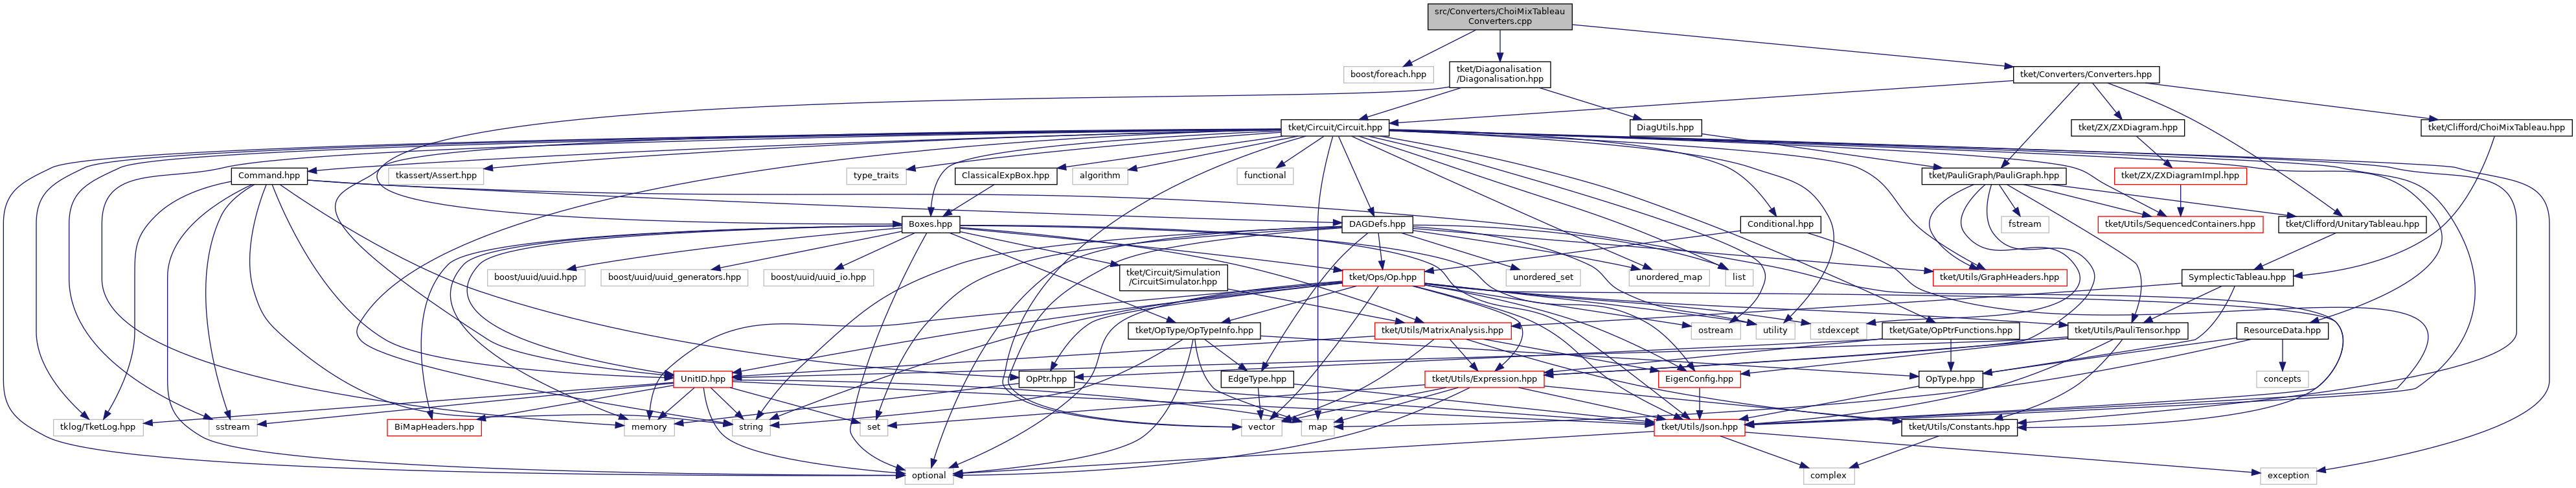 src/Converters/ChoiMixTableau
Converters.cpp
boost/foreach.hpp
tket/Diagonalisation
/Diagonalisation.hpp
tket/Converters/Converters.hpp
tket/Circuit/Circuit.hpp
DiagUtils.hpp
tket/ZX/ZXDiagram.hpp
tket/Clifford/ChoiMixTableau.hpp
Command.hpp
tkassert/Assert.hpp
type_traits
ClassicalExpBox.hpp
algorithm
functional
tket/PauliGraph/PauliGraph.hpp
tket/ZX/ZXDiagramImpl.hpp
Boxes.hpp
DAGDefs.hpp
Conditional.hpp
fstream
tket/Utils/SequencedContainers.hpp
tket/Clifford/UnitaryTableau.hpp
boost/uuid/uuid.hpp
boost/uuid/uuid_generators.hpp
boost/uuid/uuid_io.hpp
tket/Circuit/Simulation
/CircuitSimulator.hpp
tket/Ops/Op.hpp
unordered_set
unordered_map
list
tket/Utils/GraphHeaders.hpp
SymplecticTableau.hpp
tket/OpType/OpTypeInfo.hpp
tket/Utils/MatrixAnalysis.hpp
ostream
utility
stdexcept
tket/Gate/OpPtrFunctions.hpp
tket/Utils/PauliTensor.hpp
ResourceData.hpp
UnitID.hpp
OpPtr.hpp
EdgeType.hpp
tket/Utils/Expression.hpp
EigenConfig.hpp
OpType.hpp
concepts
tklog/TketLog.hpp
sstream
BiMapHeaders.hpp
memory
string
set
vector
map
tket/Utils/Json.hpp
tket/Utils/Constants.hpp
optional
complex
exception